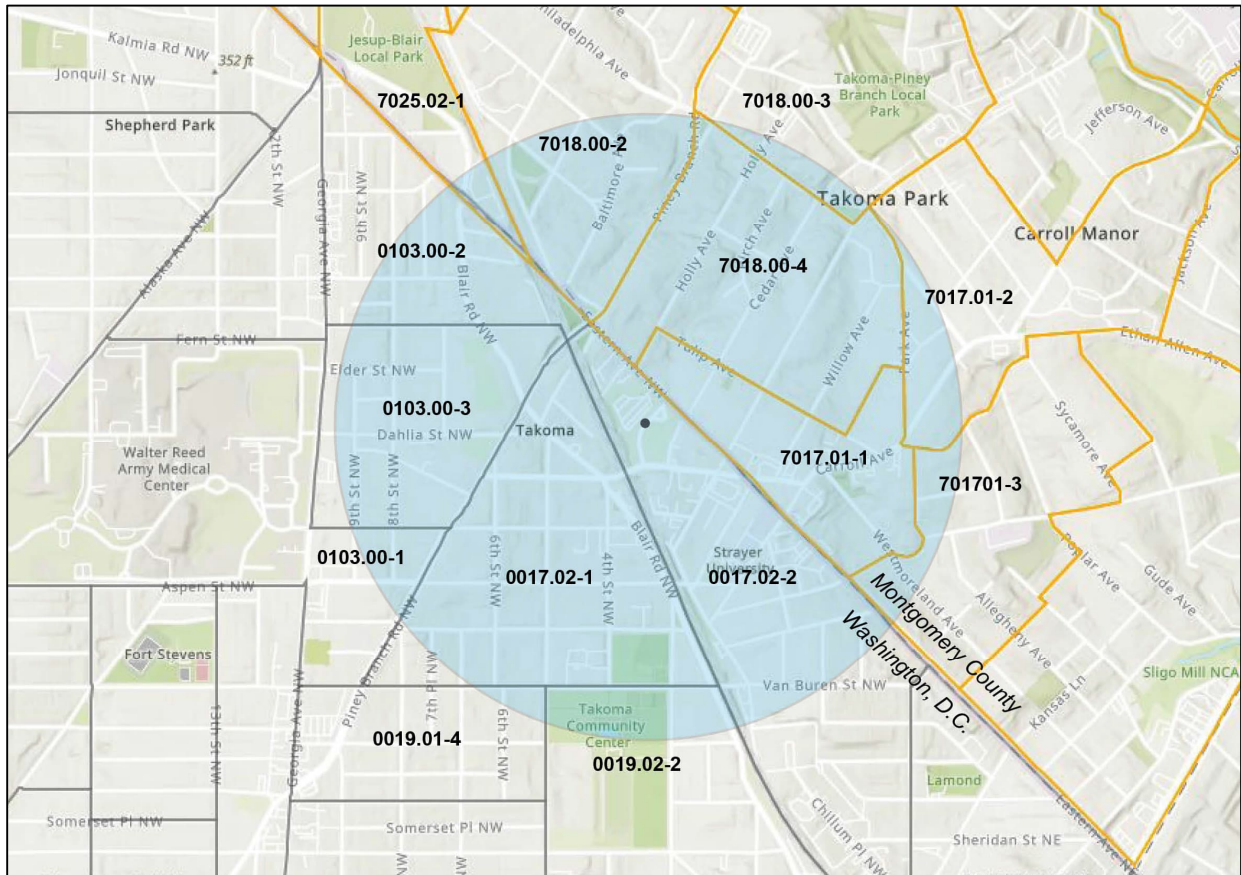 Kalmia Rd NW
352 ft
Jonquil St NW
Shepherd Park
Jesup-Blair
Local Park
Philadelphia Ave
7025.02-1
7018.00-3
Takoma-Piney
Branch Local
Park
Jefferson Ave
12th St NW
Georgia Ave NW
9th St NW
Alaska Ave NW
7018.00-2
Baltimore
Piney Branch Rd
Holly Ave
Takoma Park
Carroll Manor
Jackson Ave
0103.00-2
Blair Rd NW
Holly Ave
Cedar Ave
7018.00-4
7017.01-2
Ethan Allen Ave
Fern St NW
Elder St NW
Eastern Ave NW
Tulip Ave
Willow Ave
Park Ave
0103.00-3
Dahlia St NW
Takoma
Walter Reed
Army Medical
Center
9th St NW
8th St NW
7017.01-1
Carroll Ave
701701-3
Sycamore Ave
0103.00-1
Aspen St NW
6th St NW
0017.02-1
4th St NW
Blair Rd NW
Strayer
University
0017.02-2
Westmoreland Ave
Poplar Ave
Gude Ave
Allegheny Ave
Montgomery County
Washington, D.C.
Fort Stevens
Piney Branch Rd NW
7th Pl NW
6th St NW
Van Buren St NW
Kansas Ln
Sligo Mill NCA
13th St NW
Georgia Ave NW
Takoma
Community
Center
0019.01-4
0019.02-2
Lamond
Somerset Pl NW
Somerset Pl NW
Chillum Pl NW
Sheridan St NE
Eastern Ave N